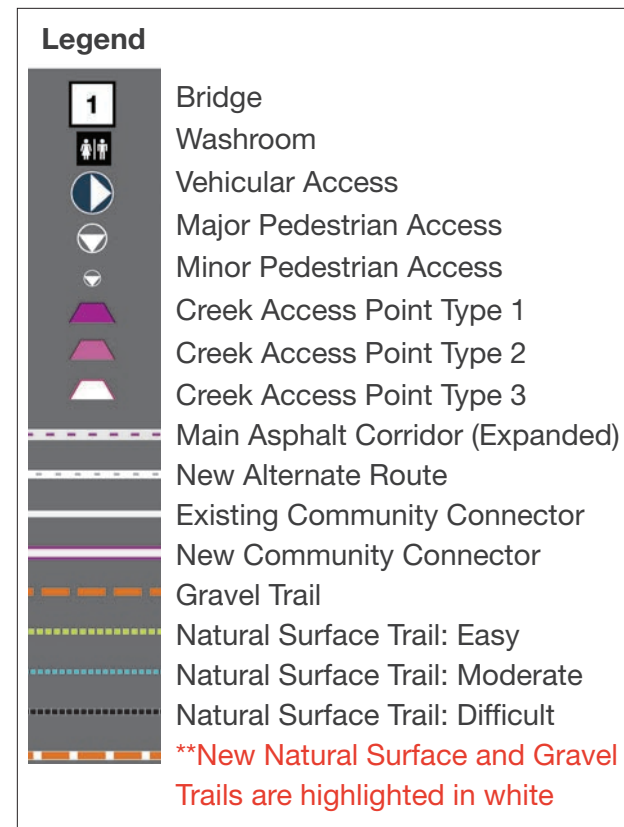 Legend
1
Bridge
Washroom
Vehicular Access
Major Pedestrian Access
Minor Pedestrian Access
Creek Access Point Type 1
Creek Access Point Type 2
Creek Access Point Type 3
Main Asphalt Corridor (Expanded)
New Alternate Route
Existing Community Connector
New Community Connector
Gravel Trail
Natural Surface Trail: Easy
Natural Surface Trail: Moderate
Natural Surface Trail: Difficult
**New Natural Surface and Gravel
Trails are highlighted in white